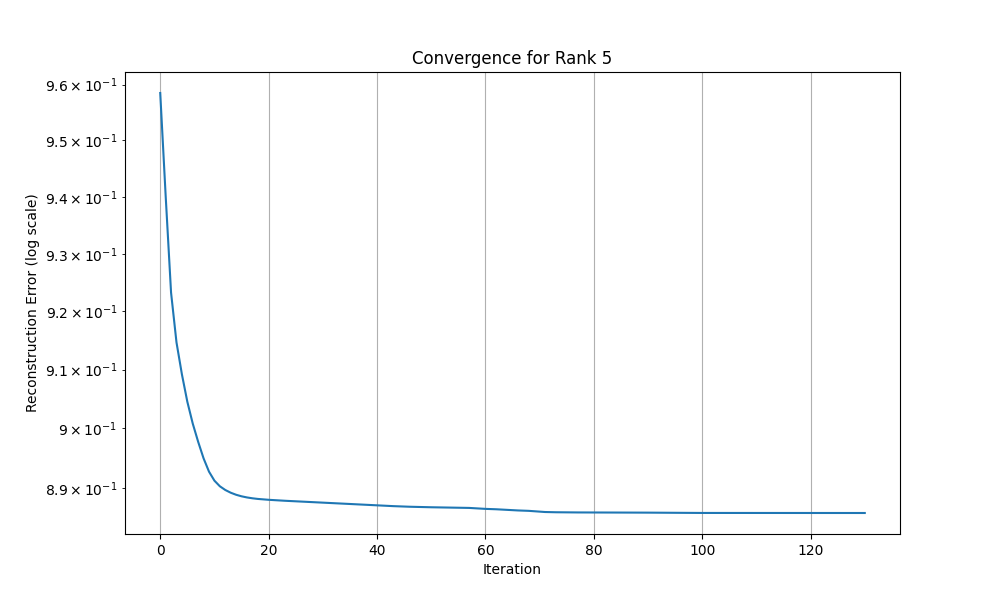 Convergence for Rank 5
Reconstruction Error (log scale)
9.6 × 10⁻¹
9.5 × 10⁻¹
9.4 × 10⁻¹
9.3 × 10⁻¹
9.2 × 10⁻¹
9.1 × 10⁻¹
9 × 10⁻¹
8.9 × 10⁻¹
0 20 40 60 80 100 120
Iteration